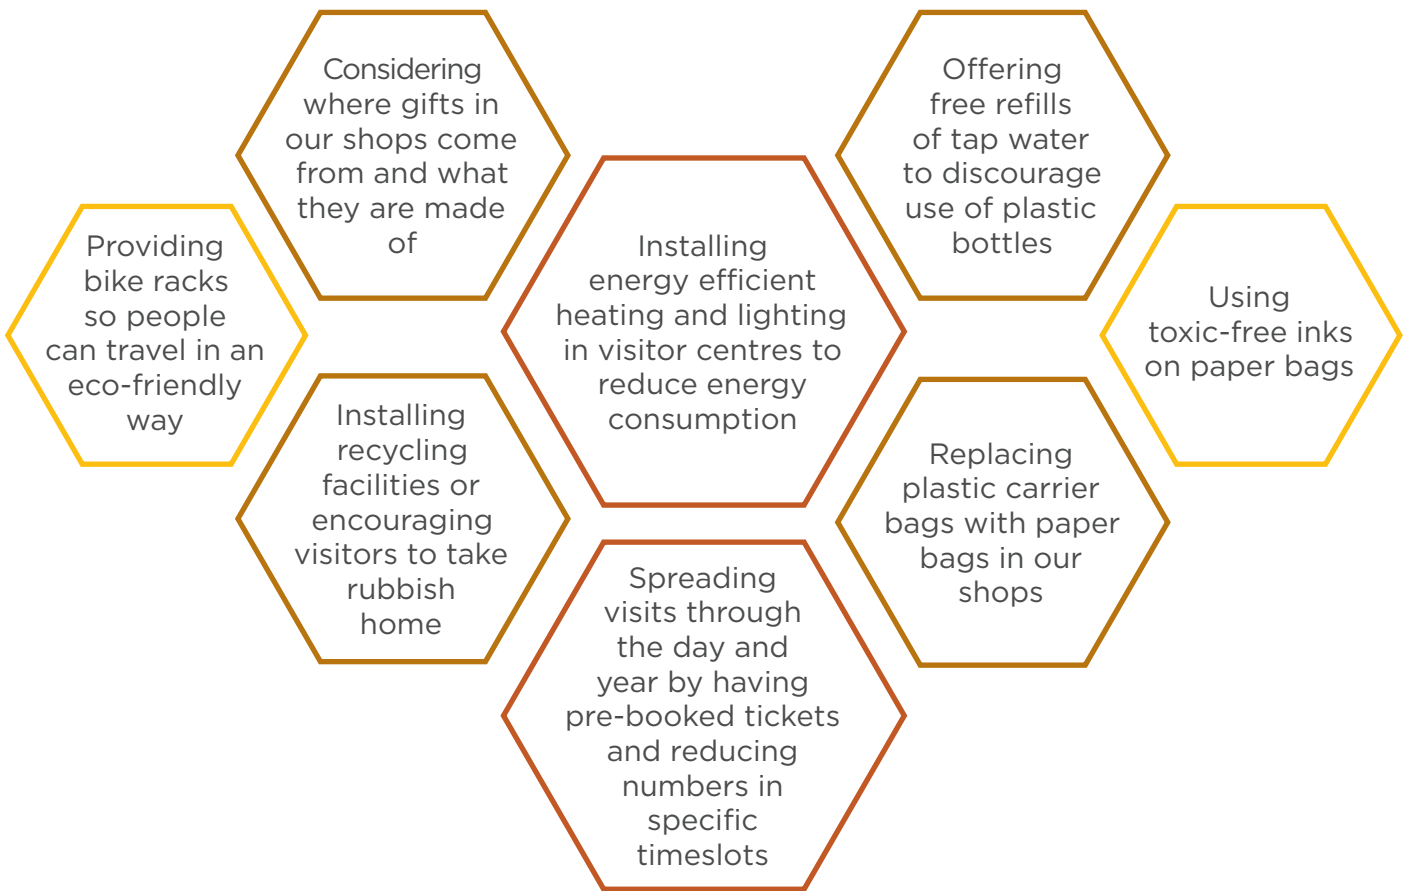 Considering
where gifts in
our shops come
from and what
they are made
of
Offering
free refills
of tap water
to discourage
use of plastic
bottles
Providing
bike racks
so people
can travel in an
eco-friendly
way
Installing
energy efficient
heating and lighting
in visitor centres to
reduce energy
consumption
Using
toxic-free inks
on paper bags
Installing
recycling
facilities or
encouraging
visitors to take
rubbish
home
Replacing
plastic carrier
bags with paper
bags in our
shops
Spreading
visits through
the day and
year by having
pre-booked tickets
and reducing
numbers in
specific
timeslots